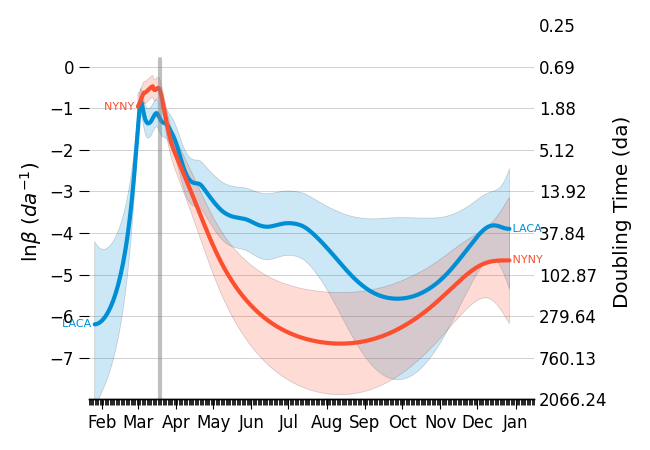 0.25
0 0.69
NYNY −1 1.88
−2 5.12
−3 13.92
LACA
−4 37.84
NYNY
−5 102.87
LACA −6 279.64
−7 760.13
2066.24
Feb Mar Apr May Jun Jul Aug Sep Oct Nov Dec Jan
lnβ (da⁻¹)
Doubling Time (da)